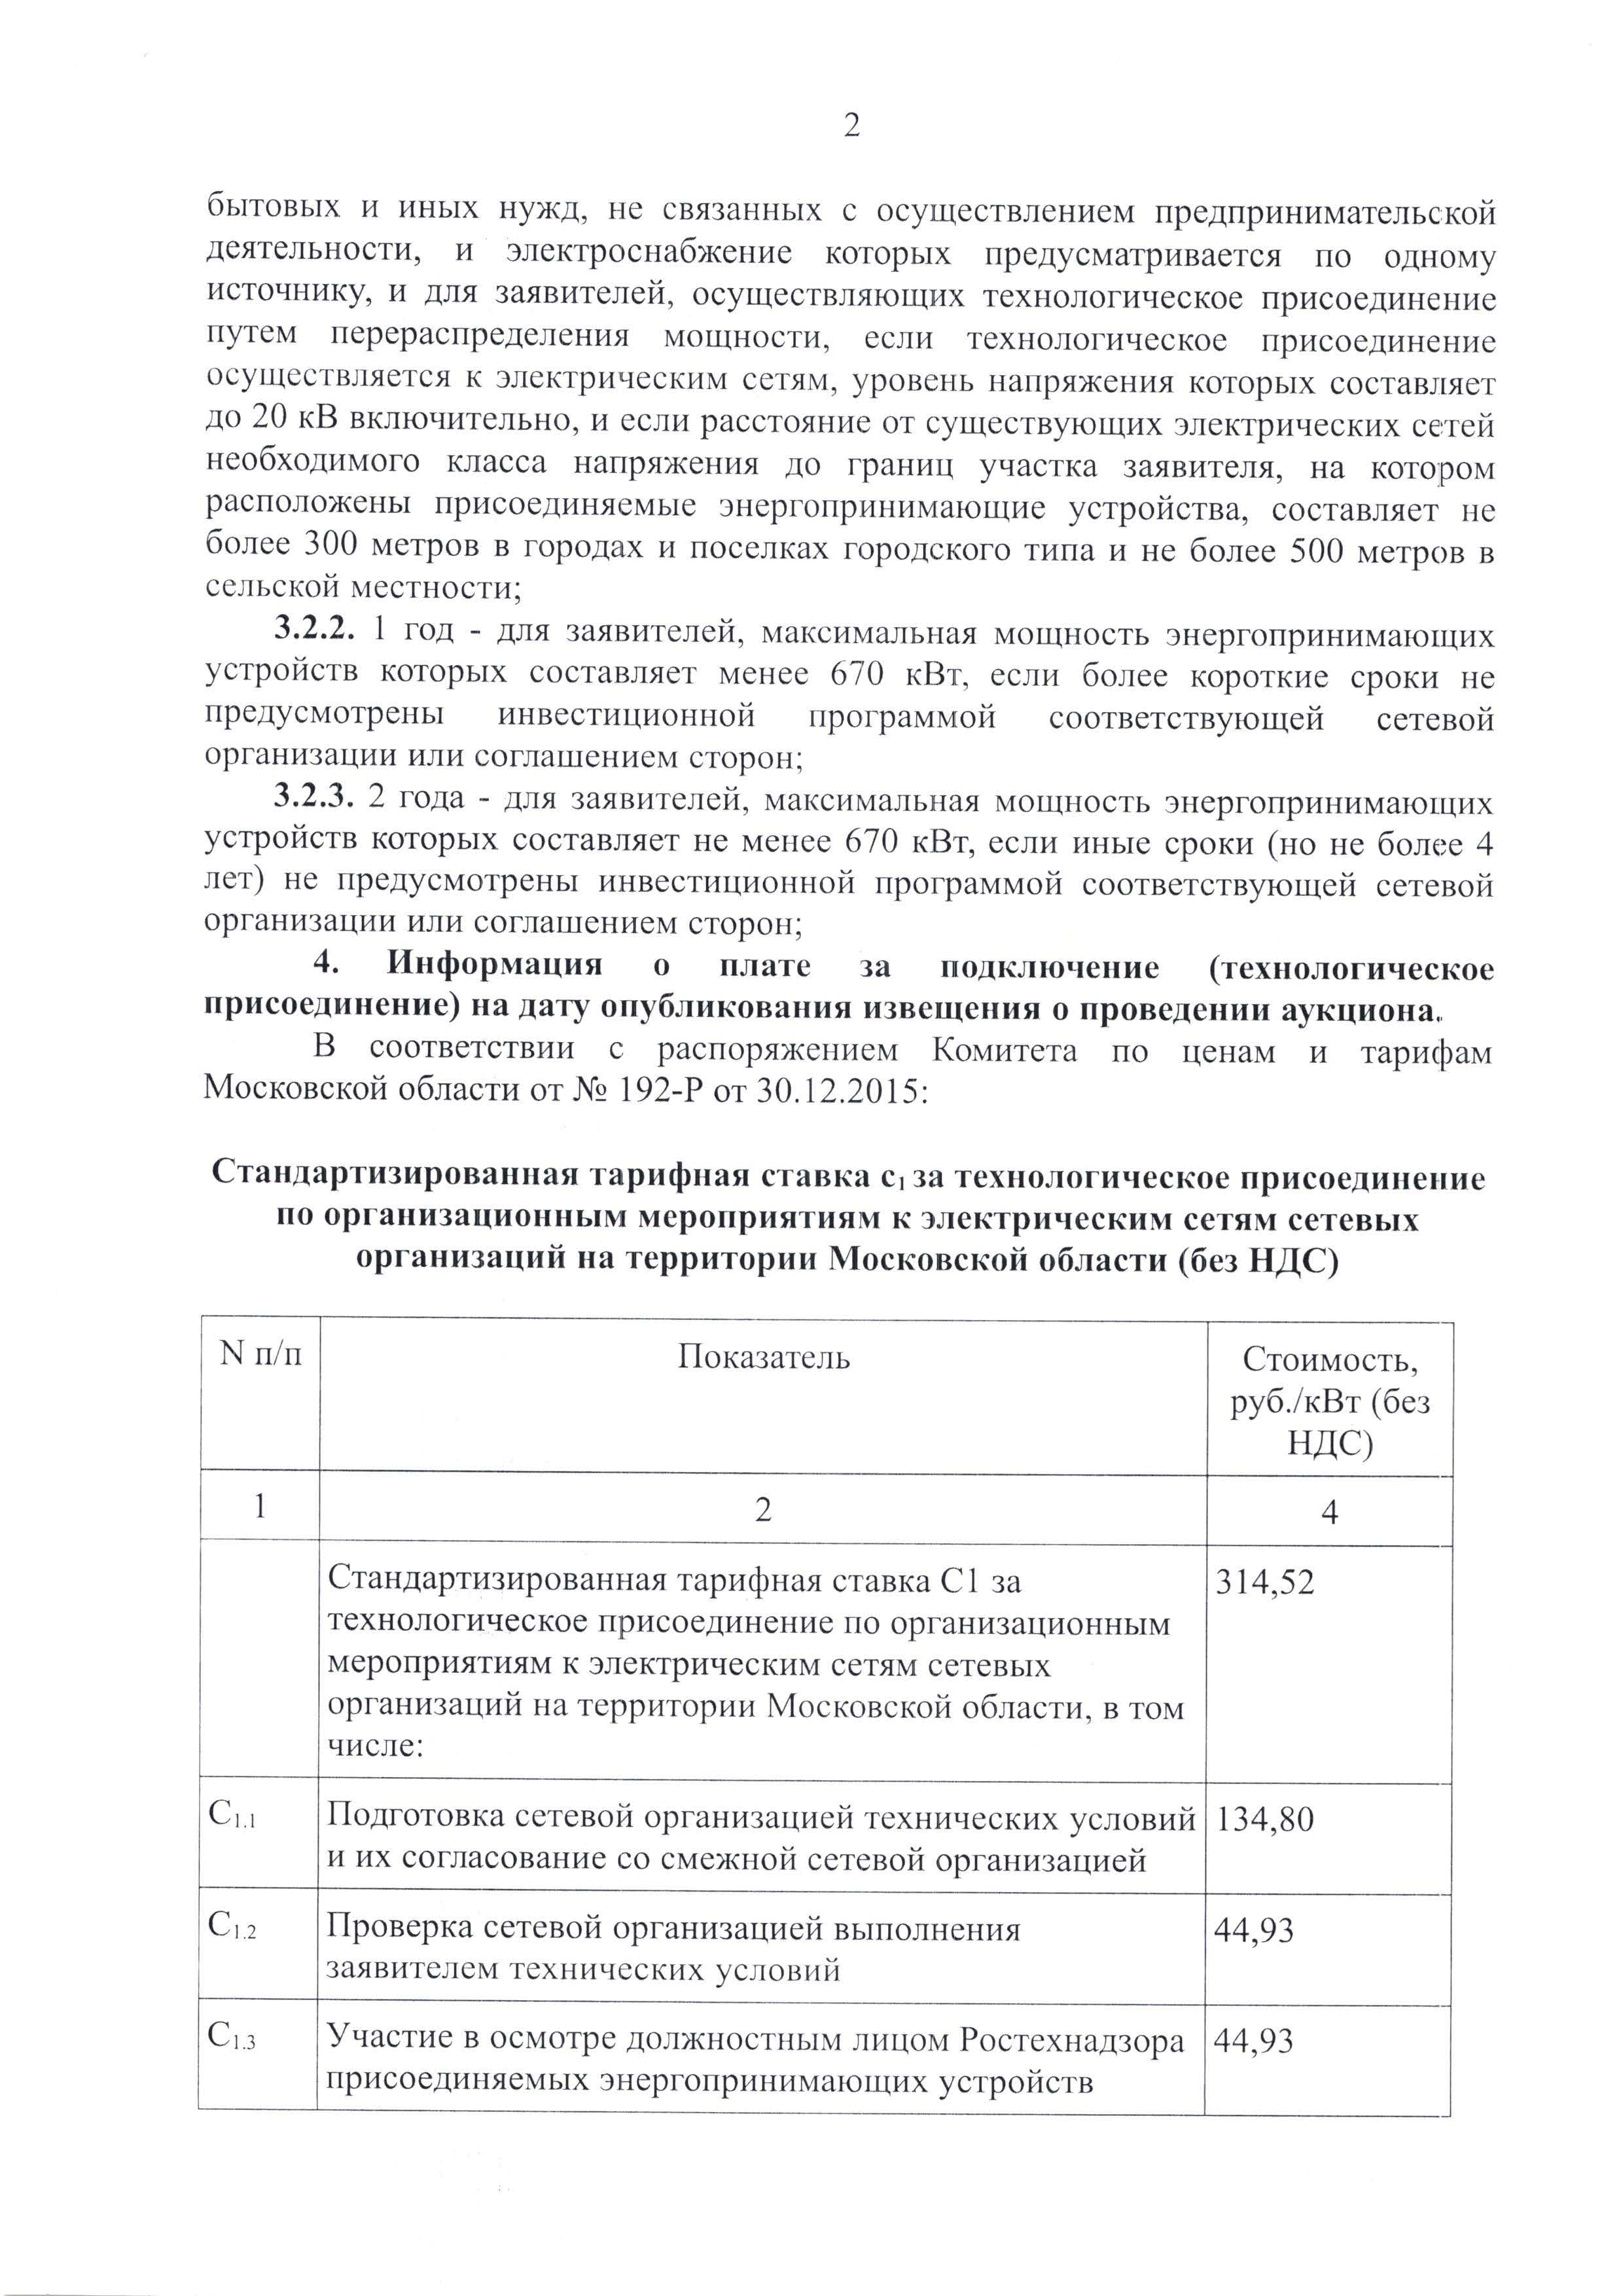 2
бытовых и иных нужд, не связанных с осуществлением предпринимательской
деятельности, и электроснабжение которых предусматривается по одному
источнику, и для заявителей, осуществляющих технологическое присоединение
путем перераспределения мощности, если технологическое присоединение
осуществляется к электрическим сетям, уровень напряжения которых составляет
до 20 кВ включительно, и если расстояние от существующих электрических сетей
необходимого класса напряжения до границ участка заявителя, на котором
расположены присоединяемые энергопринимающие устройства, составляет не
более 300 метров в городах и поселках городского типа и не более 500 метров в
сельской местности;
3.2.2. 1 год - для заявителей, максимальная мощность энергопринимающих
устройств которых составляет менее 670 кВт, если более короткие сроки не
предусмотрены инвестиционной программой соответствующей сетевой
организации или соглашением сторон;
3.2.3. 2 года - для заявителей, максимальная мощность энергопринимающих
устройств которых составляет не менее 670 кВт, если иные сроки (но не более 4
лет) не предусмотрены инвестиционной программой соответствующей сетевой
организации или соглашением сторон;
4. Информация о плате за подключение (технологическое
присоединение) на дату опубликования извещения о проведении аукциона.
В соответствии с распоряжением Комитета по ценам и тарифам
Московской области от № 192-Р от 30.12.2015:
Стандартизированная тарифная ставка с₁ за технологическое присоединение
по организационным мероприятиям к электрическим сетям сетевых
организаций на территории Московской области (без НДС)
N п/п
Показатель
Стоимость,
руб./кВт (без
НДС)
1
2
4
Стандартизированная тарифная ставка С1 за
технологическое присоединение по организационным
мероприятиям к электрическим сетям сетевых
организаций на территории Московской области, в том
числе:
314,52
С1.1
Подготовка сетевой организацией технических условий
и их согласование со смежной сетевой организацией
134,80
С1.2
Проверка сетевой организацией выполнения
заявителем технических условий
44,93
С1.3
Участие в осмотре должностным лицом Ростехнадзора
присоединяемых энергопринимающих устройств
44,93